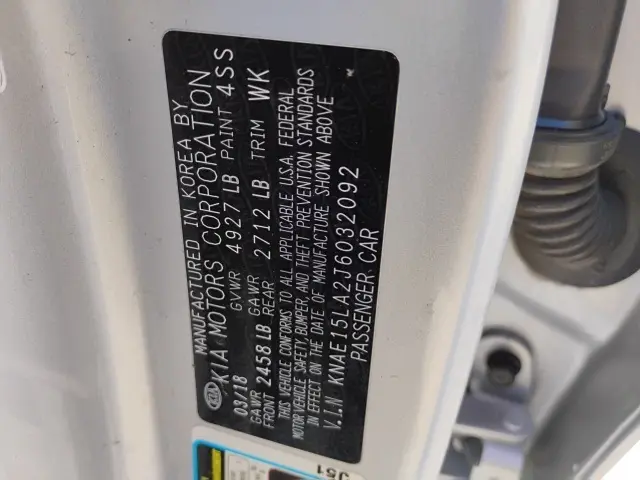 MANUFACTURED IN KOREA BY
KIA KIA MOTORS CORPORATION
03/18 GVWR 4927 LB PAINT 4SS
GAWR FRONT 2458 LB GAWR REAR 2712 LB TRIM WK
THIS VEHICLE CONFORMS TO ALL APPLICABLE U.S.A. FEDERAL
MOTOR VEHICLE SAFETY, BUMPER, AND THEFT PREVENTION STANDARDS
IN EFFECT ON THE DATE OF MANUFACTURE SHOWN ABOVE
V.I.N KNAE15LA2J6032092
PASSENGER CAR
J51